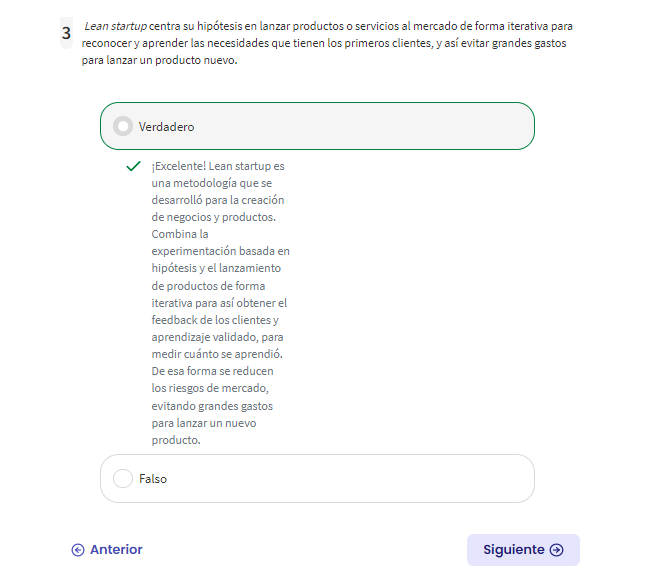 3
Lean startup centra su hipótesis en lanzar productos o servicios al mercado de forma iterativa para
reconocer y aprender las necesidades que tienen los primeros clientes, y así evitar grandes gastos
para lanzar un producto nuevo.
Verdadero
¡Excelente! Lean startup es
una metodología que se
desarrolló para la creación
de negocios y productos.
Combina la
experimentación basada en
hipótesis y el lanzamiento
de productos de forma
iterativa para así obtener el
feedback de los clientes y
aprendizaje validado, para
medir cuánto se aprendió.
De esa forma se reducen
los riesgos de mercado,
evitando grandes gastos
para lanzar un nuevo
producto.
Falso
Anterior
Siguiente